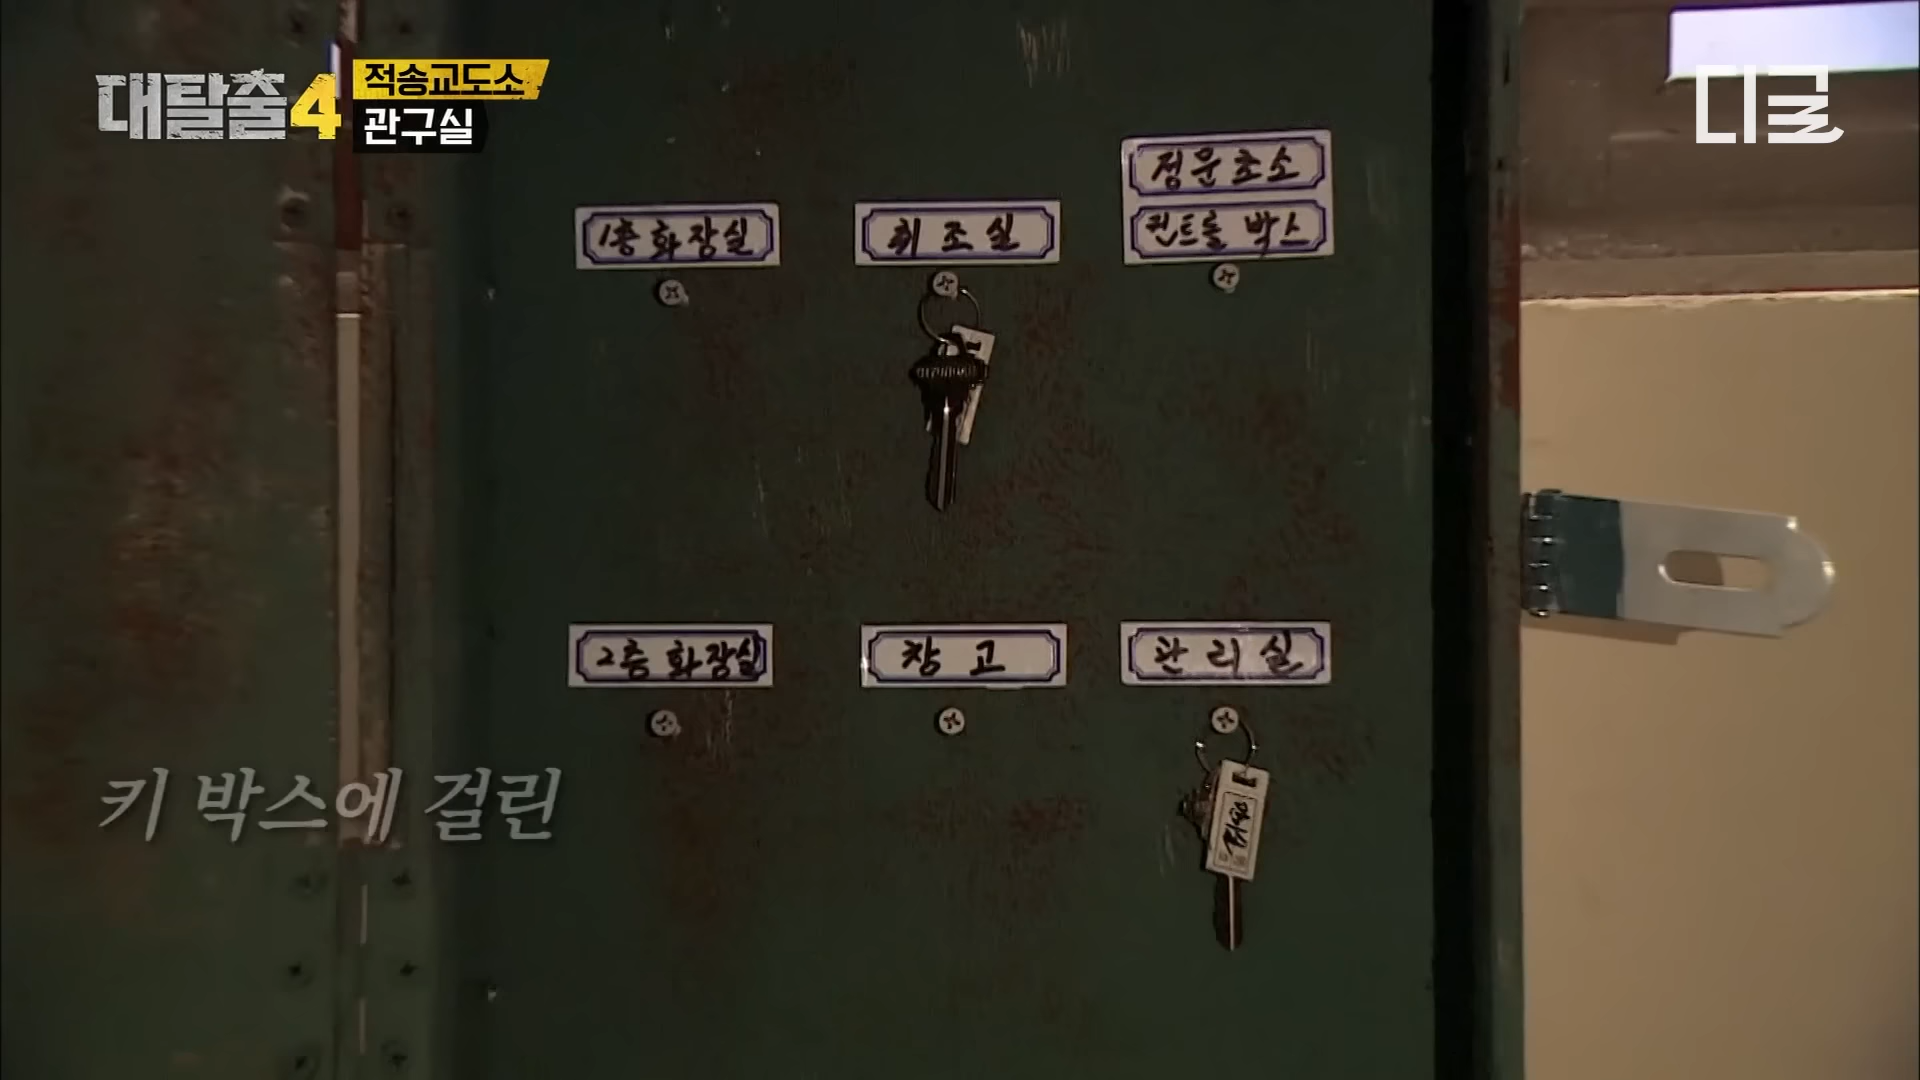 대탈출4
적송교도소
관구실
디글
정문초소
1층화장실
취조실
컨트롤 박스
2층화장실
창고
관리실
키 박스에 걸린